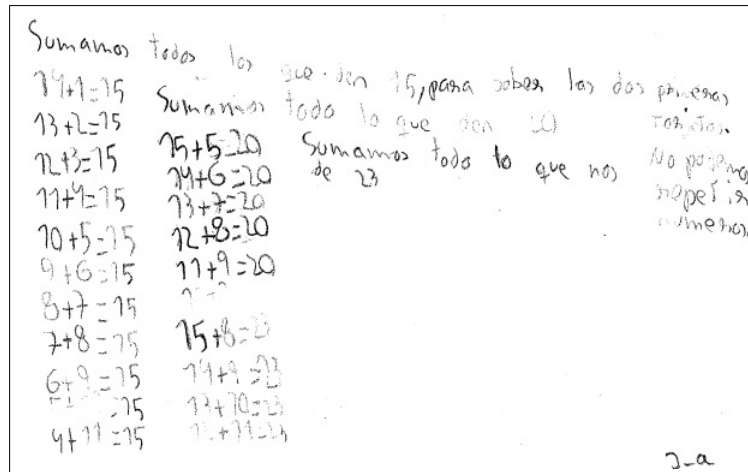 Sumamos todos los que den 15, para saber las dos primeras tarjetas.
14+1=15
13+2=15
12+3=15
11+4=15
10+5=15
9+6=15
8+7=15
7+8=15
6+9=15
=15
4+11=15
Sumamos todo lo que den 20
15+5=20
14+6=20
13+7=20
12+8=20
11+9=20
15+8=23
14+9=23
13+10=23
12+11=23
Sumamos todo lo que nos
de 23
No podemos
repetir
numeros